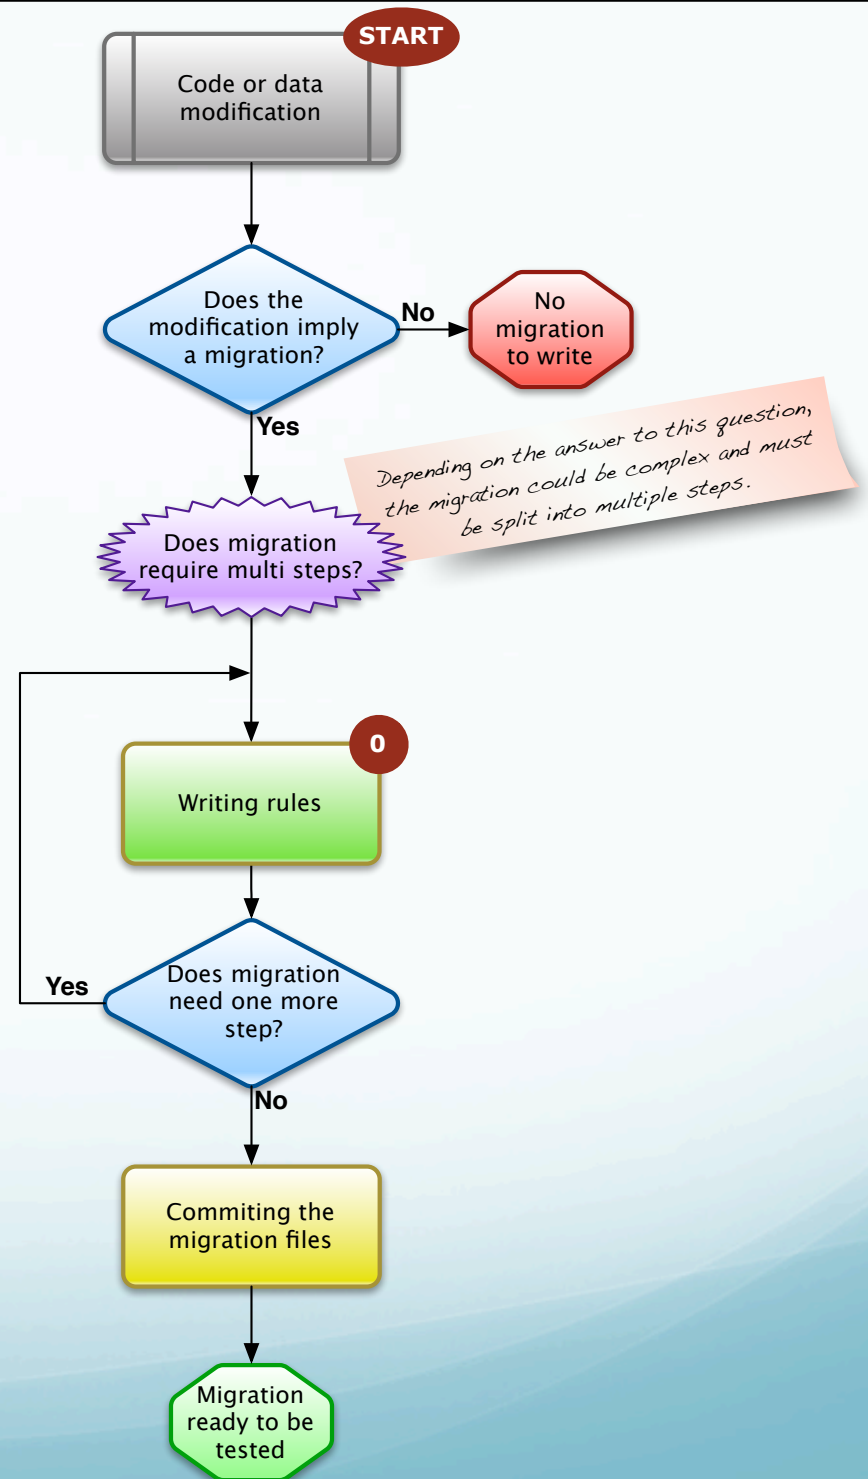 START
Code or data
modification
Does the
modification imply
a migration?
No
No
migration
to write
Yes
Depending on the answer to this question,
the migration could be complex and must
be split into multiple steps.
Does migration
require multi steps?
0
Writing rules
Does migration
need one more
step?
Yes
No
Commiting the
migration files
Migration
ready to be
tested